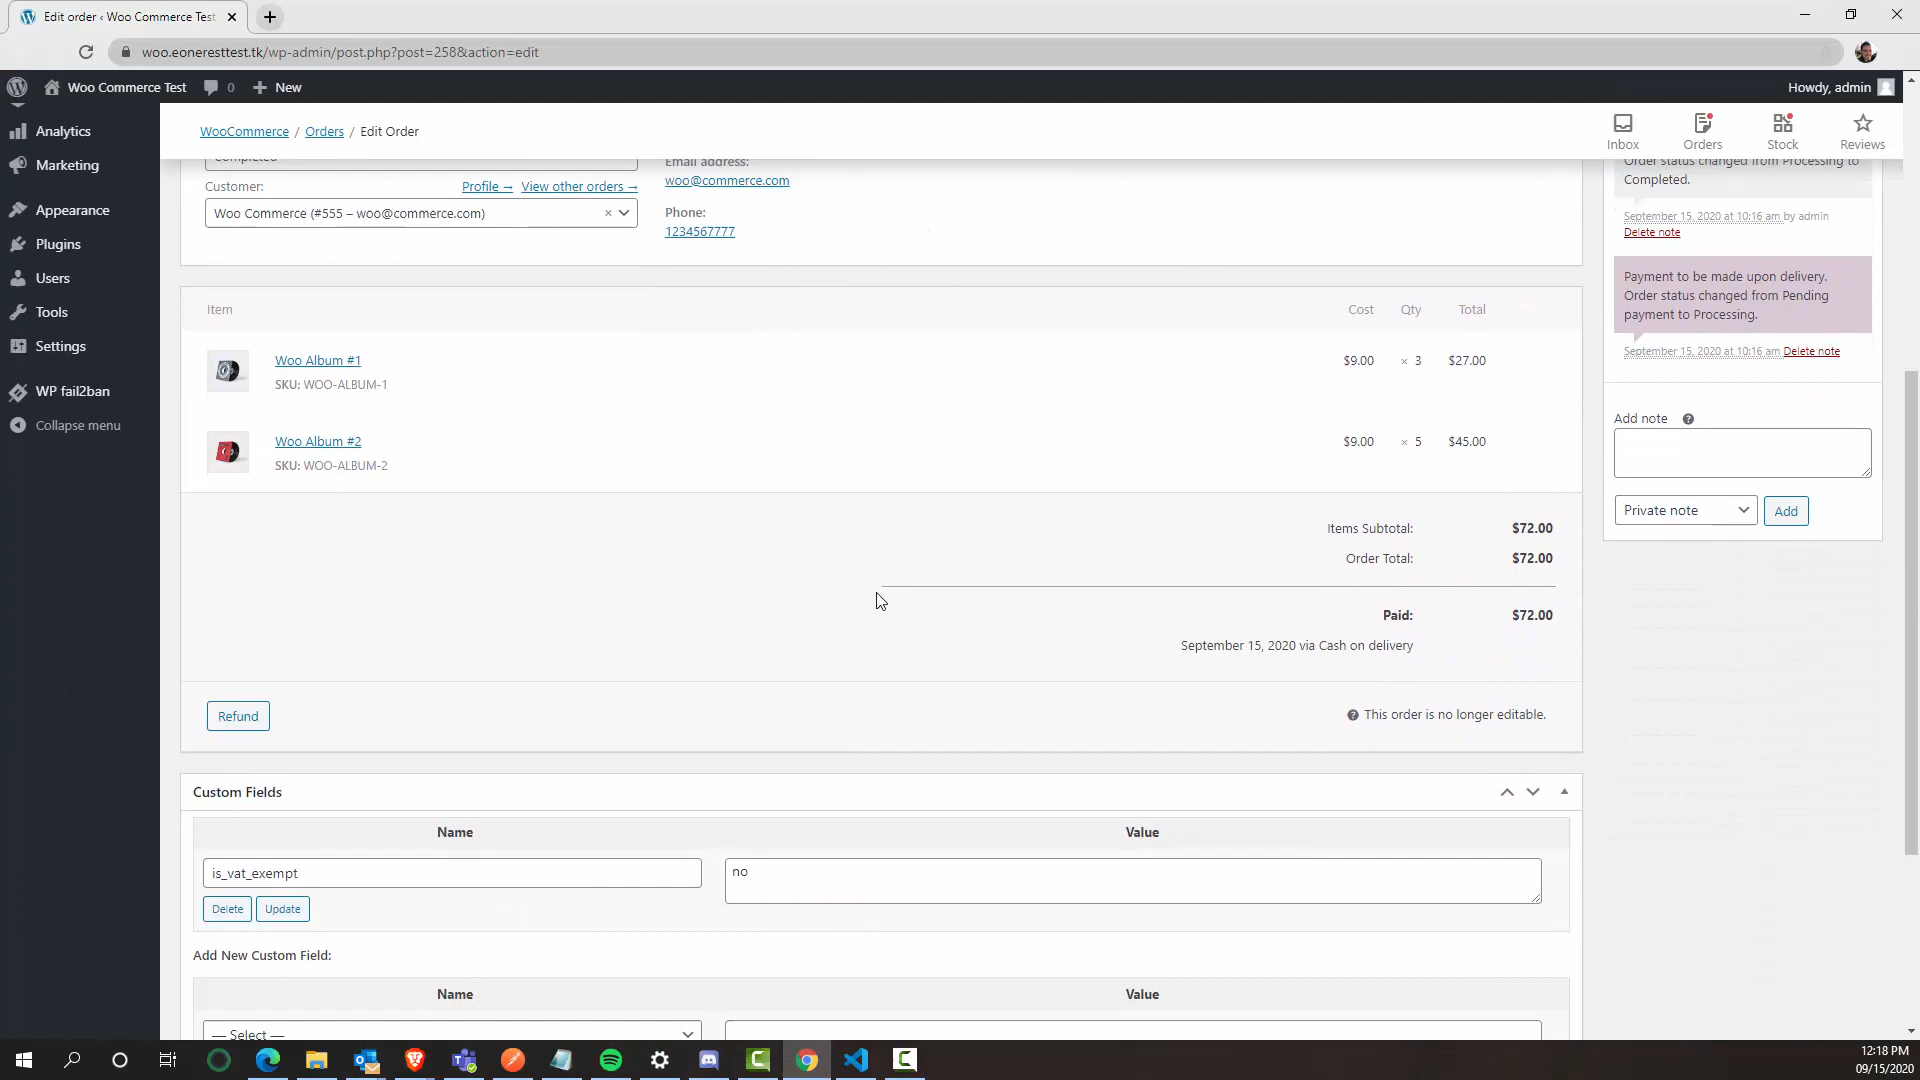 Edit order ‹ Woo Commerce Test
woo.eoneresttest.tk/wp-admin/post.php?post=258&action=edit
Woo Commerce Test
0
New
Howdy, admin
Analytics
Marketing
Appearance
Plugins
Users
Tools
Settings
WP fail2ban
Collapse menu
WooCommerce / Orders / Edit Order
Inbox
Orders
Stock
Reviews
Completed
Customer:
Profile →
View other orders →
Woo Commerce (#555 – woo@commerce.com)
×
Email address:
woo@commerce.com
Phone:
1234567777
Item
Cost
Qty
Total
Woo Album #1
SKU: WOO-ALBUM-1
$9.00
× 3
$27.00
Woo Album #2
SKU: WOO-ALBUM-2
$9.00
× 5
$45.00
Items Subtotal:
$72.00
Order Total:
$72.00
Paid:
$72.00
September 15, 2020 via Cash on delivery
Refund
This order is no longer editable.
Custom Fields
Name
Value
is_vat_exempt
no
Delete
Update
Add New Custom Field:
Name
Value
— Select —
Order status changed from Processing to
Completed.
September 15, 2020 at 10:16 am by admin
Delete note
Payment to be made upon delivery.
Order status changed from Pending
payment to Processing.
September 15, 2020 at 10:16 am Delete note
Add note
Private note
Add
12:18 PM
09/15/2020